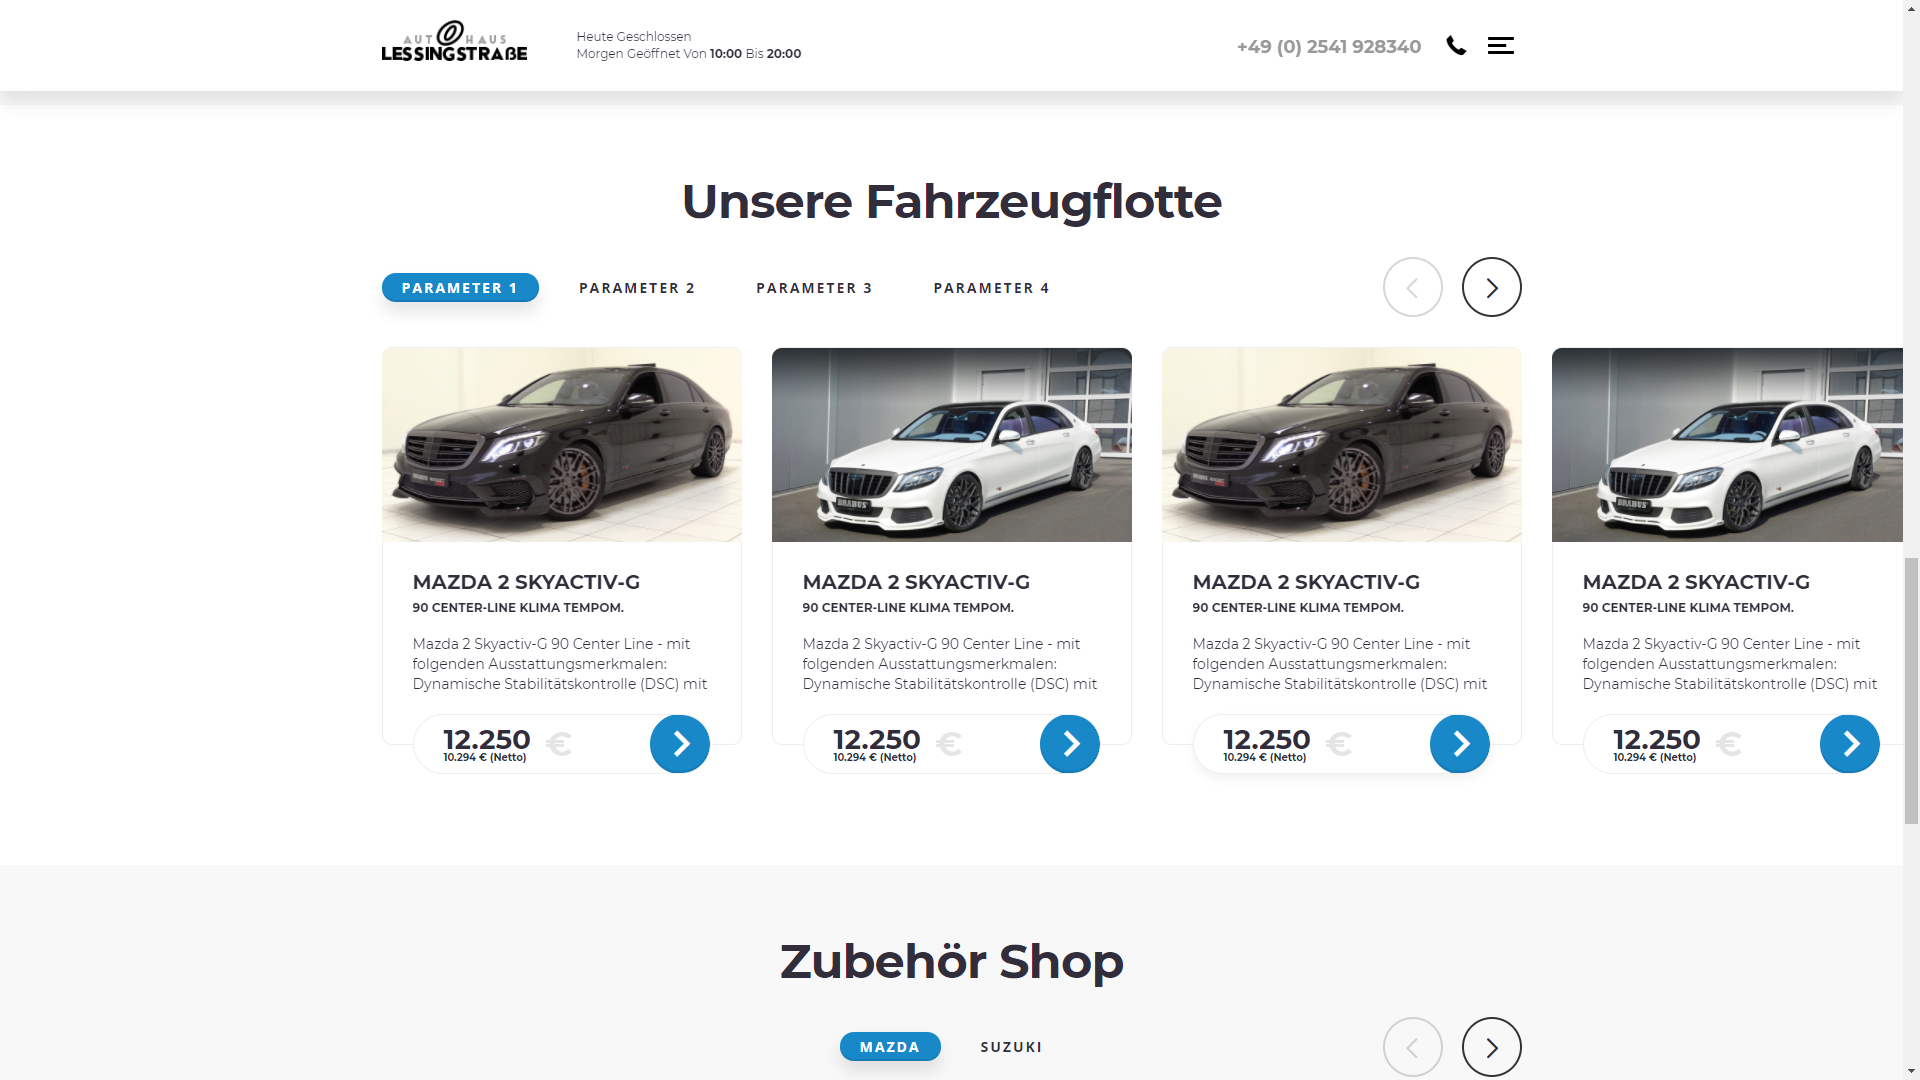 AUTOHAUS
LESSINGSTRAßE
Heute Geschlossen
Morgen Geöffnet Von 10:00 Bis 20:00
+49 (0) 2541 928340
Unsere Fahrzeugflotte
PARAMETER 1
PARAMETER 2
PARAMETER 3
PARAMETER 4
BRABUS
BRABUS
MAZDA 2 SKYACTIV-G
90 CENTER-LINE KLIMA TEMPOM.
Mazda 2 Skyactiv-G 90 Center Line - mit
folgenden Ausstattungsmerkmalen:
Dynamische Stabilitätskontrolle (DSC) mit
12.250 €
10.294 € (Netto)
MAZDA 2 SKYACTIV-G
90 CENTER-LINE KLIMA TEMPOM.
Mazda 2 Skyactiv-G 90 Center Line - mit
folgenden Ausstattungsmerkmalen:
Dynamische Stabilitätskontrolle (DSC) mit
12.250 €
10.294 € (Netto)
MAZDA 2 SKYACTIV-G
90 CENTER-LINE KLIMA TEMPOM.
Mazda 2 Skyactiv-G 90 Center Line - mit
folgenden Ausstattungsmerkmalen:
Dynamische Stabilitätskontrolle (DSC) mit
12.250 €
10.294 € (Netto)
MAZDA 2 SKYACTIV-G
90 CENTER-LINE KLIMA TEMPOM.
Mazda 2 Skyactiv-G 90 Center Line - mit
folgenden Ausstattungsmerkmalen:
Dynamische Stabilitätskontrolle (DSC) mit
12.250 €
10.294 € (Netto)
Zubehör Shop
MAZDA
SUZUKI